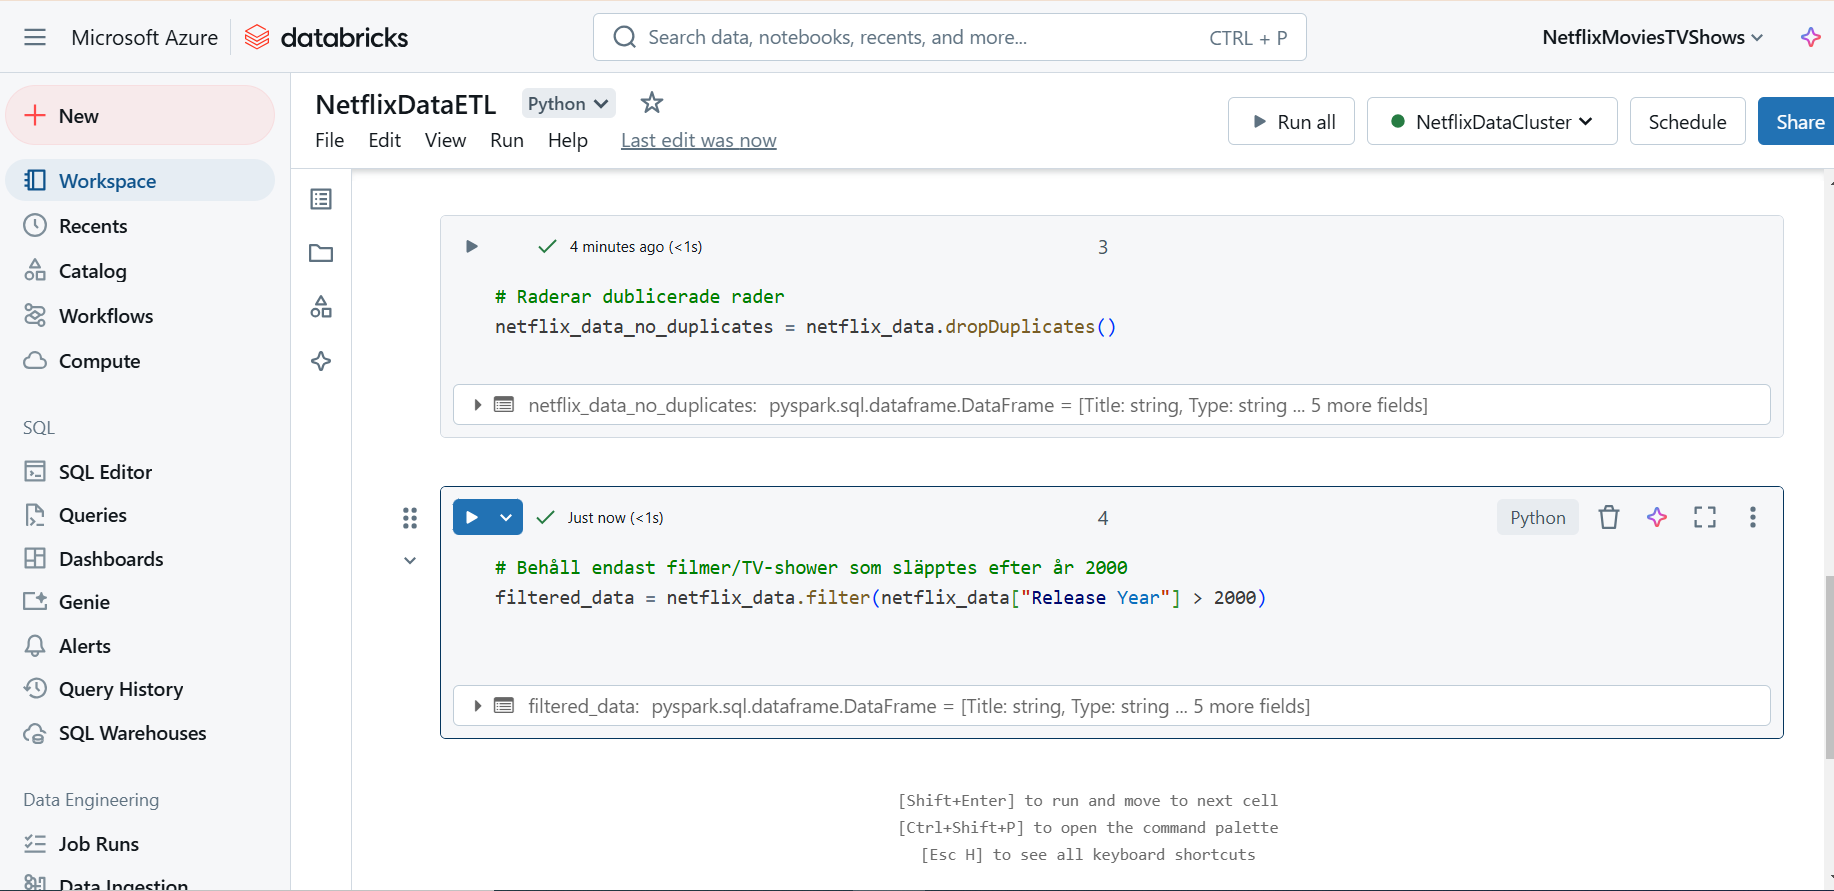 Microsoft Azure
databricks
Search data, notebooks, recents, and more...
CTRL + P
NetflixMoviesTVShows
New
Workspace
Recents
Catalog
Workflows
Compute
SQL
SQL Editor
Queries
Dashboards
Genie
Alerts
Query History
SQL Warehouses
Data Engineering
Job Runs
Data Ingestion
NetflixDataETL
Python
File Edit View Run Help Last edit was now
Run all
NetflixDataCluster
Schedule
Share
4 minutes ago (<1s)
3
# Raderar dublicerade rader
netflix_data_no_duplicates = netflix_data.dropDuplicates()
netflix_data_no_duplicates: pyspark.sql.dataframe.DataFrame = [Title: string, Type: string ... 5 more fields]
Just now (<1s)
4
Python
# Behåll endast filmer/TV-shower som släpptes efter år 2000
filtered_data = netflix_data.filter(netflix_data["Release Year"] > 2000)
filtered_data: pyspark.sql.dataframe.DataFrame = [Title: string, Type: string ... 5 more fields]
[Shift+Enter] to run and move to next cell
[Ctrl+Shift+P] to open the command palette
[Esc H] to see all keyboard shortcuts